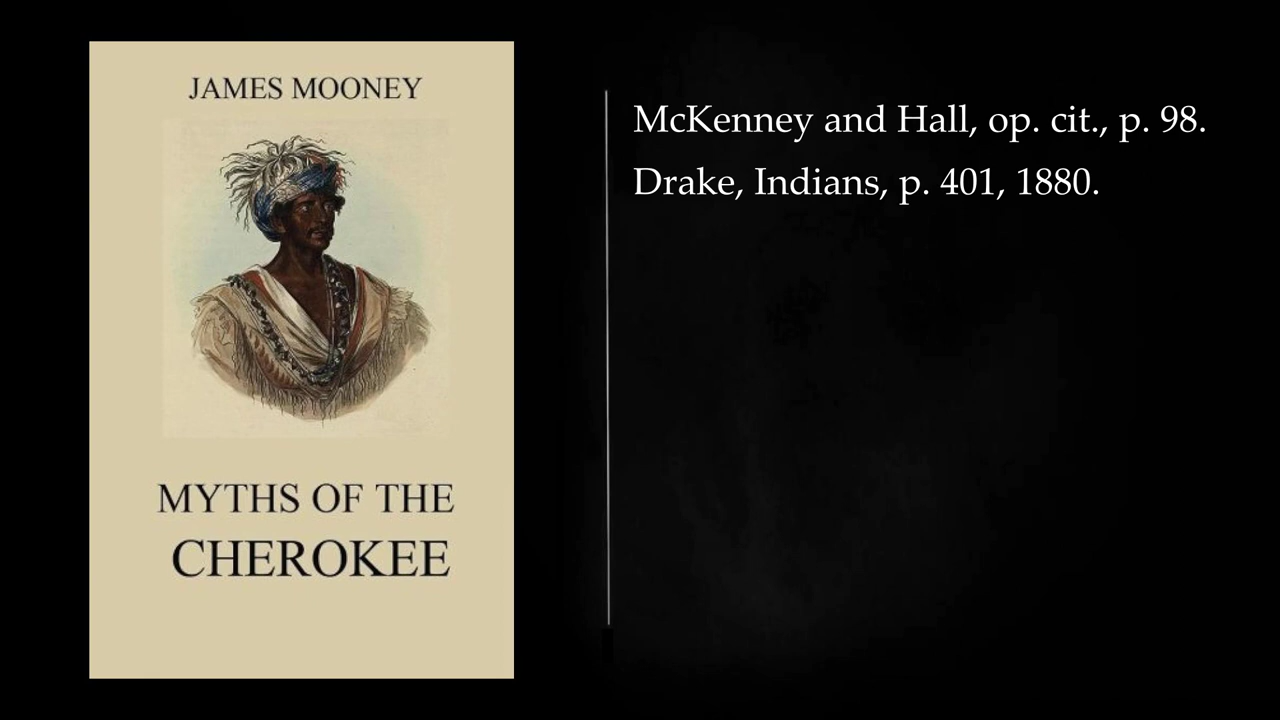 JAMES MOONEY
MYTHS OF THE
CHEROKEE
McKenney and Hall, op. cit., p. 98.
Drake, Indians, p. 401, 1880.